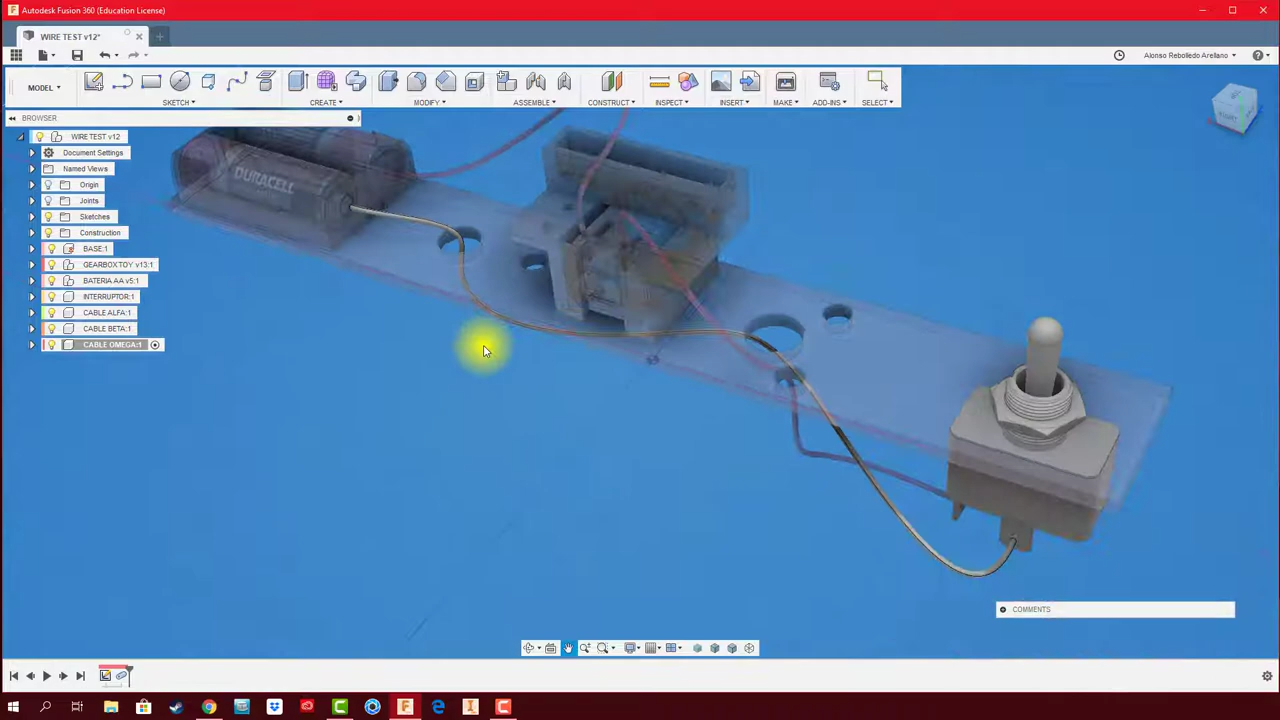 Autodesk Fusion 360 (Education License)
WIRE TEST v12*
Alonso Rebolledo Arellano
MODEL
SKETCH
CREATE
MODIFY
ASSEMBLE
CONSTRUCT
INSPECT
INSERT
MAKE
ADD-INS
SELECT
BROWSER
WIRE TEST v12
Document Settings
Named Views
Origin
Joints
Sketches
Construction
BASE:1
GEARBOX TOY v13:1
BATERIA AA v5:1
INTERRUPTOR:1
CABLE ALFA:1
CABLE BETA:1
CABLE OMEGA:1
DURACELL
COMMENTS